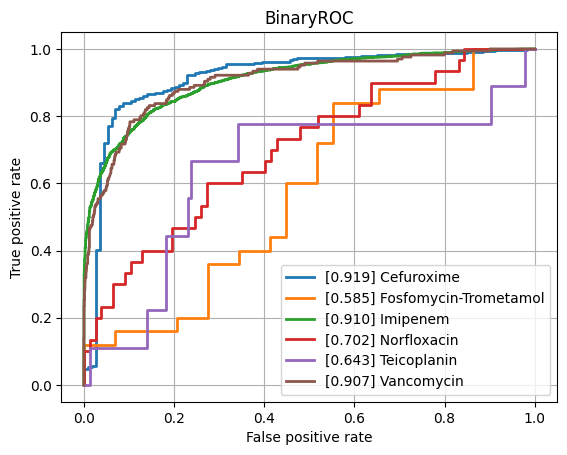 BinaryROC
True positive rate
1.0
0.8
0.6
0.4
0.2
0.0
[0.919] Cefuroxime
[0.585] Fosfomycin-Trometamol
[0.910] Imipenem
[0.702] Norfloxacin
[0.643] Teicoplanin
[0.907] Vancomycin
0.0 0.2 0.4 0.6 0.8 1.0
False positive rate